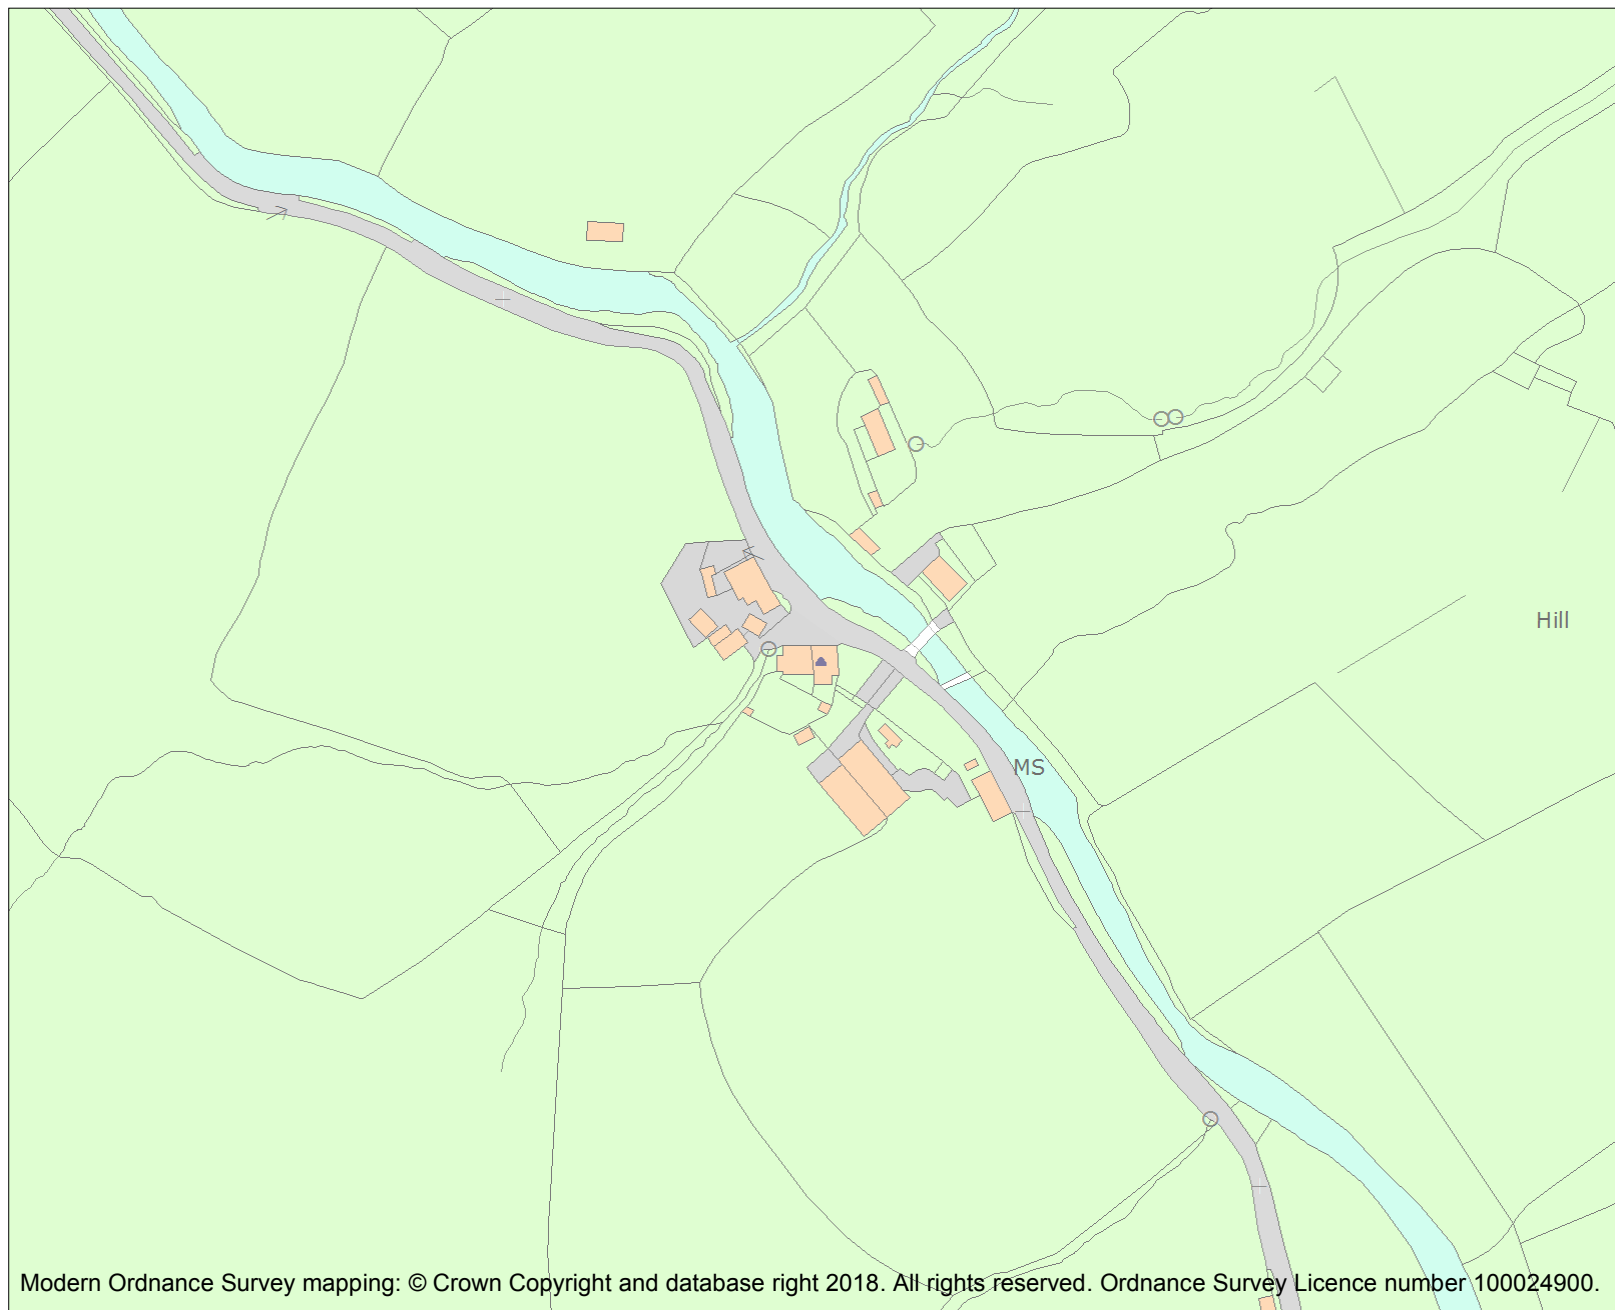 Hill
MS
Modern Ordnance Survey mapping: © Crown Copyright and database right 2018. All rights reserved. Ordnance Survey Licence number 100024900.